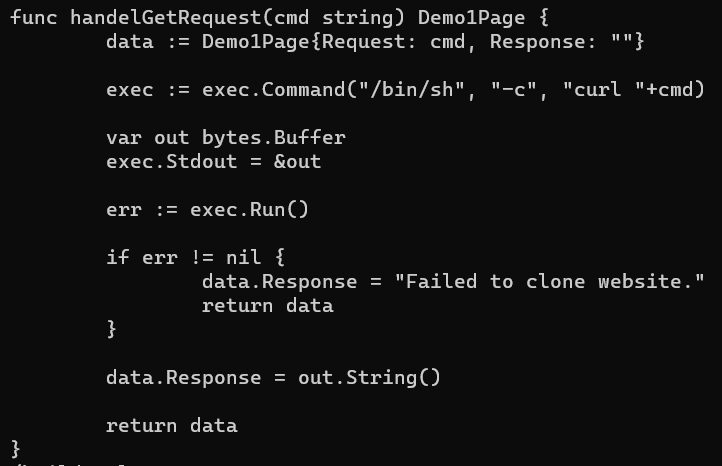 func handelGetRequest(cmd string) Demo1Page {
        data := Demo1Page{Request: cmd, Response: ""}

        exec := exec.Command("/bin/sh", "-c", "curl "+cmd)

        var out bytes.Buffer
        exec.Stdout = &out

        err := exec.Run()

        if err != nil {
                data.Response = "Failed to clone website."
                return data
        }

        data.Response = out.String()

        return data
}